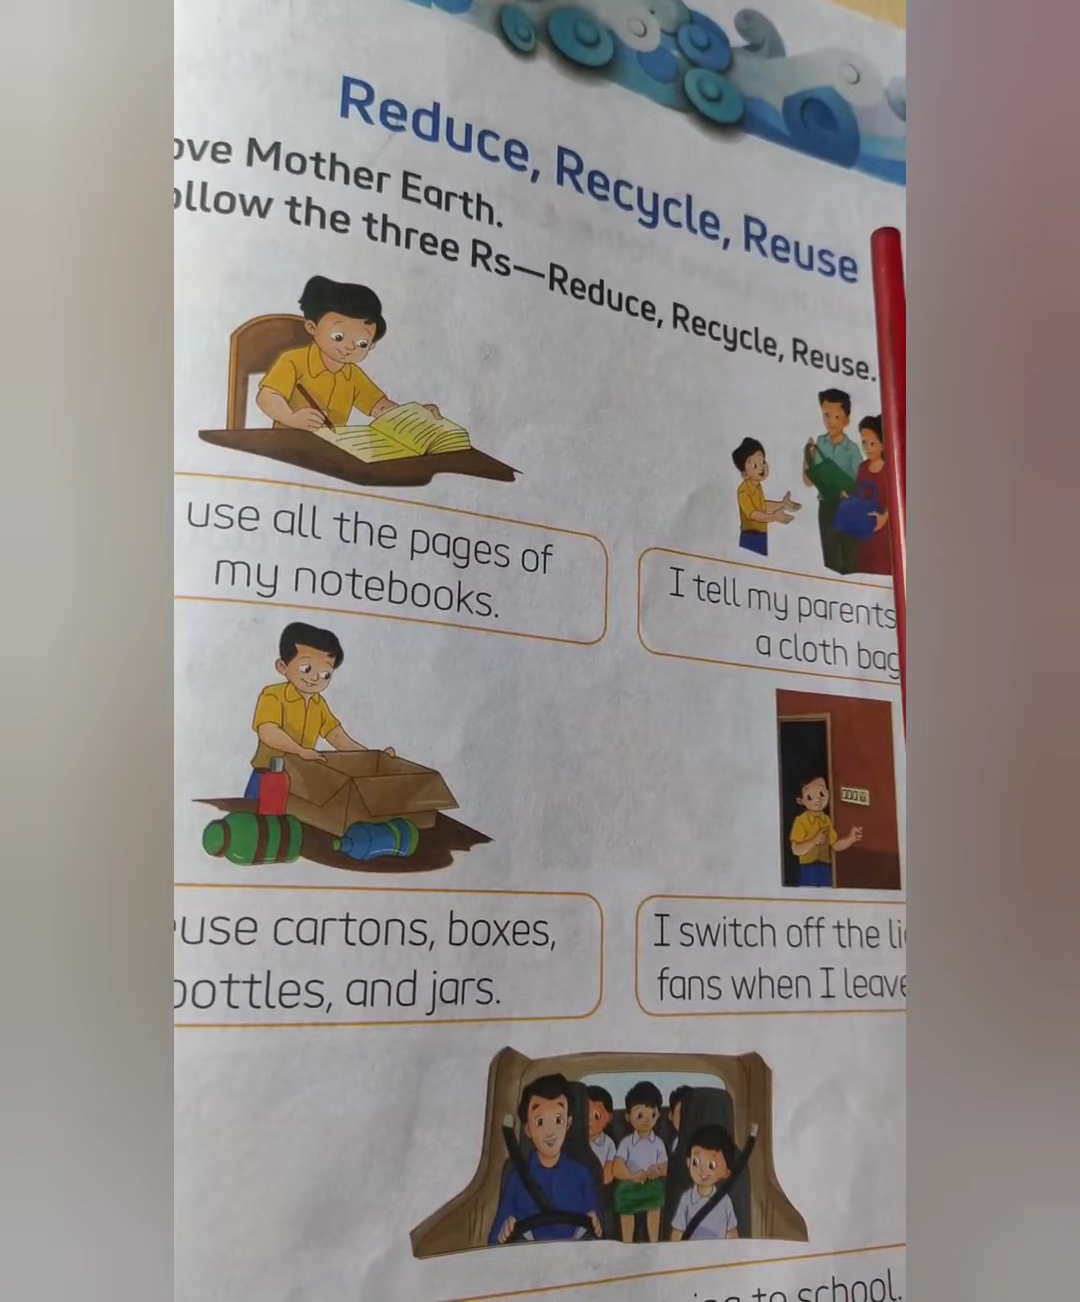 Reduce, Recycle, Reuse
ove Mother Earth.
ollow the three Rs—Reduce, Recycle, Reuse.
use all the pages of
my notebooks.
I tell my parents
a cloth bag
use cartons, boxes,
bottles, and jars.
I switch off the li
fans when I leave
to school.